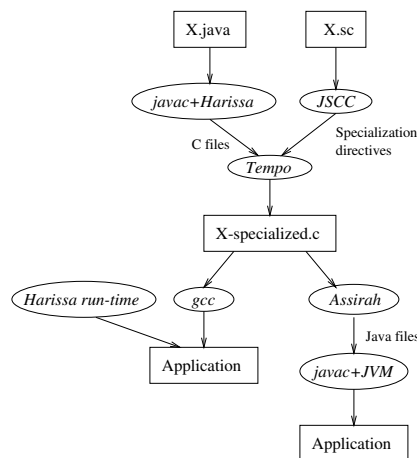 X.java
X.sc
javac+Harissa
JSCC
C files
Specialization
directives
Tempo
X-specialized.c
Harissa run-time
gcc
Assirah
Java files
Application
javac+JVM
Application